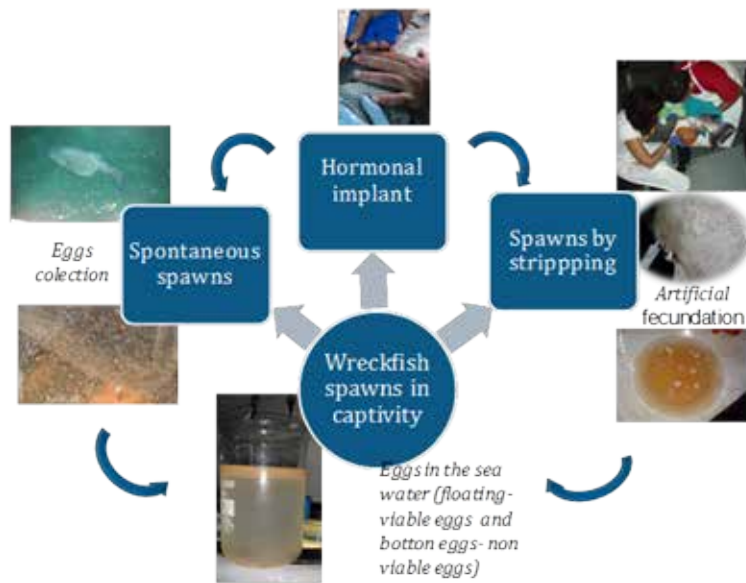 Hormonal
implant
Spontaneous
spawns
Eggs
colection
Spawns by
strippping
Artificial
fecundation
Wreckfish
spawns in
captivity
Eggs in the sea
water (floating-
viable eggs and
botton eggs- non
viable eggs)